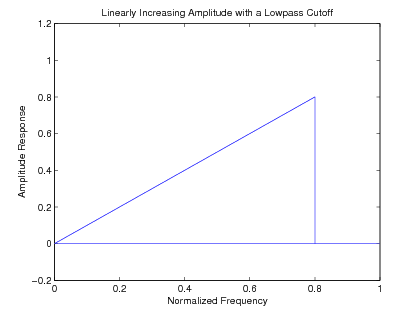 Linearly Increasing Amplitude with a Lowpass Cutoff
1.2
1
0.8
0.6
0.4
0.2
0
−0.2
Amplitude Response
0 0.2 0.4 0.6 0.8 1
Normalized Frequency